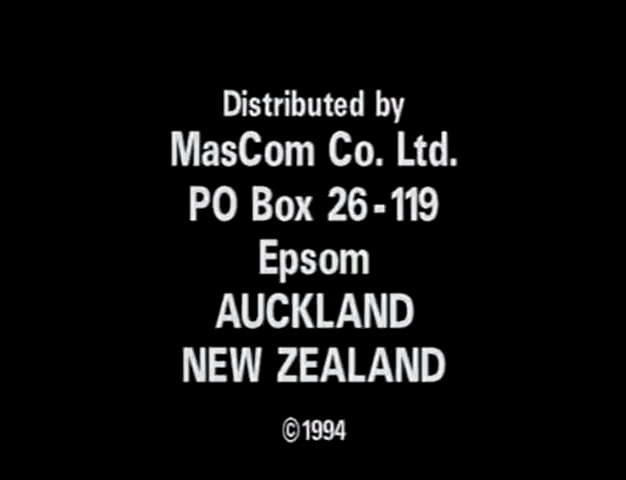 Distributed by
MasCom Co. Ltd.
PO Box 26-119
Epsom
AUCKLAND
NEW ZEALAND
©1994